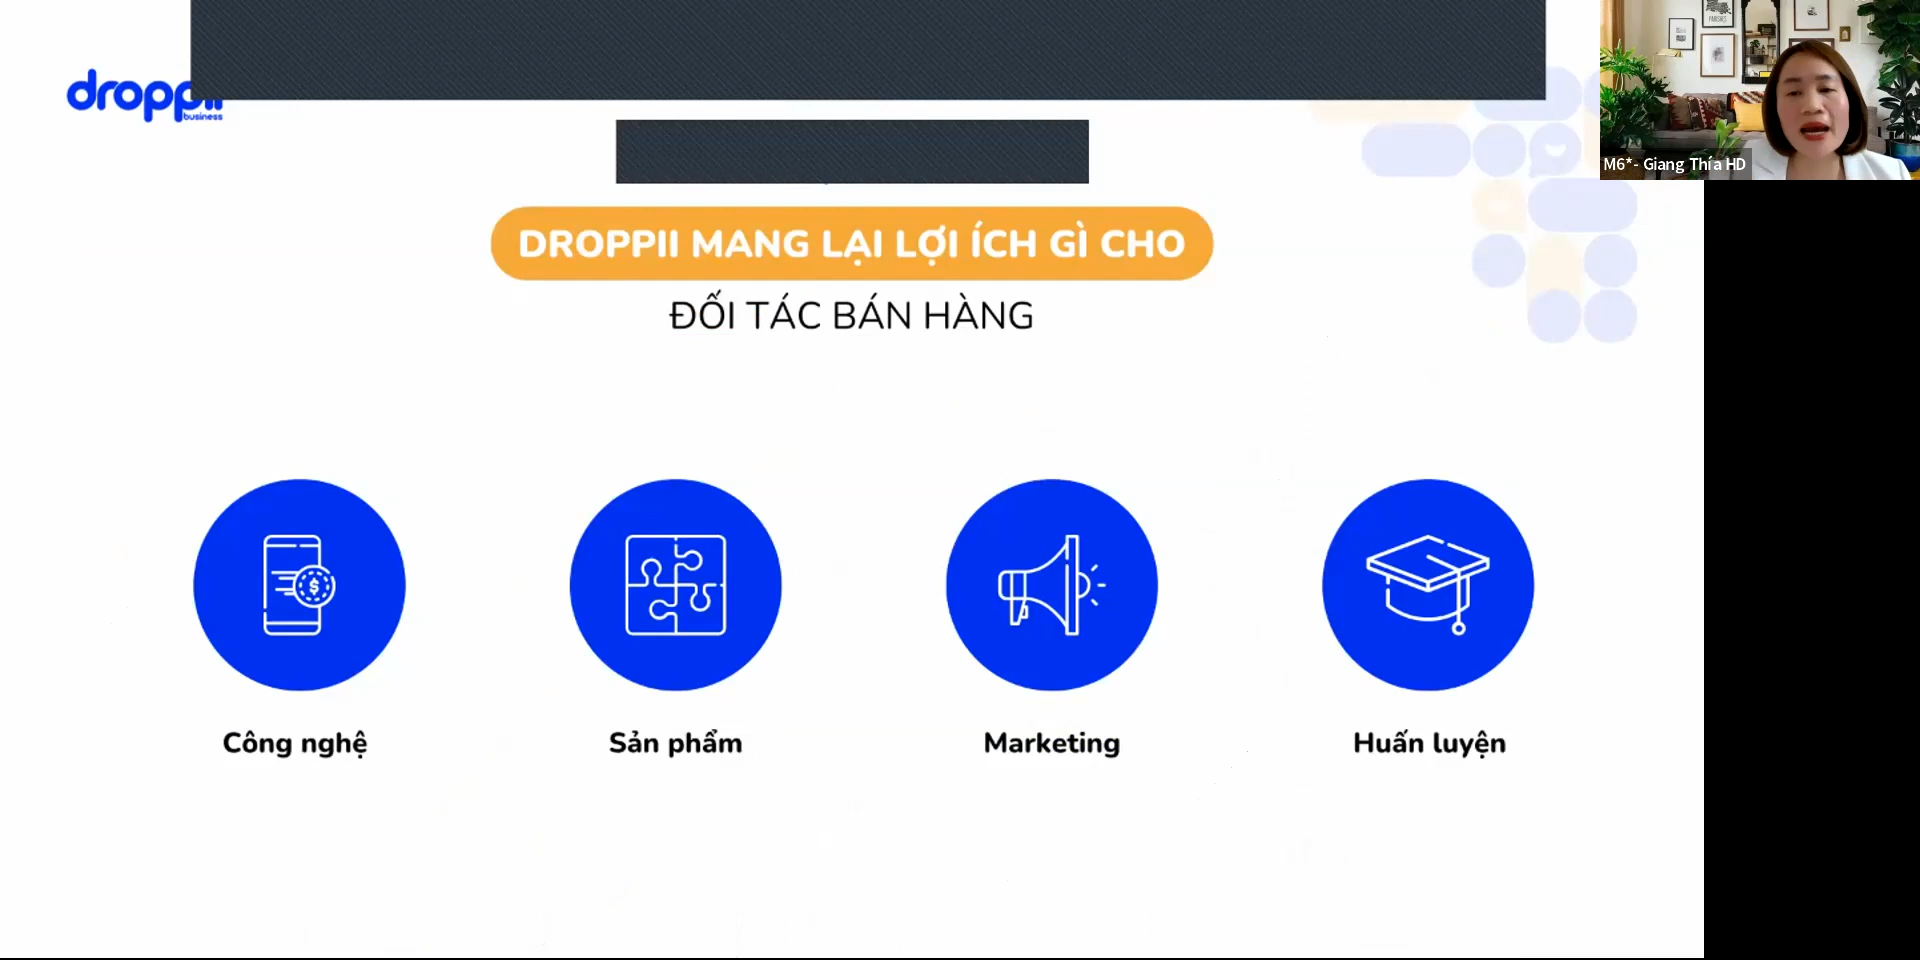 droppii
business
M6*- Giang Thía HD
DROPPII MANG LẠI LỢI ÍCH GÌ CHO
ĐỐI TÁC BÁN HÀNG
Công nghệ
Sản phẩm
Marketing
Huấn luyện